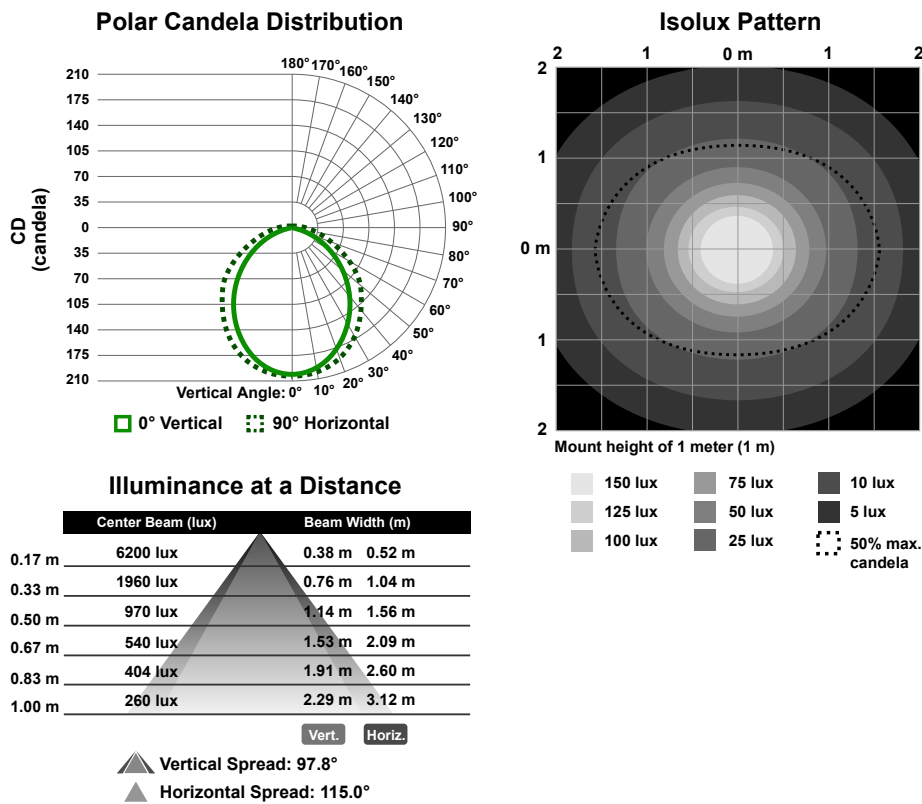 Polar Candela Distribution
210
175
140
105
70
35
0
35
70
105
140
175
210
CD
(candela)
180°
170°
160°
150°
140°
130°
120°
110°
100°
90°
80°
70°
60°
50°
40°
30°
20°
10°
Vertical Angle: 0°
0° Vertical
90° Horizontal
Isolux Pattern
2 1 0 m 1 2
2
1
0 m
1
2
Mount height of 1 meter (1 m)
150 lux 75 lux 10 lux
125 lux 50 lux 5 lux
100 lux 25 lux 50% max.
candela
Illuminance at a Distance
Center Beam (lux) Beam Width (m)
0.17 m 6200 lux 0.38 m 0.52 m
0.33 m 1960 lux 0.76 m 1.04 m
0.50 m 970 lux 1.14 m 1.56 m
0.67 m 540 lux 1.53 m 2.09 m
0.83 m 404 lux 1.91 m 2.60 m
1.00 m 260 lux 2.29 m 3.12 m
Vert. Horiz.
Vertical Spread: 97.8°
Horizontal Spread: 115.0°